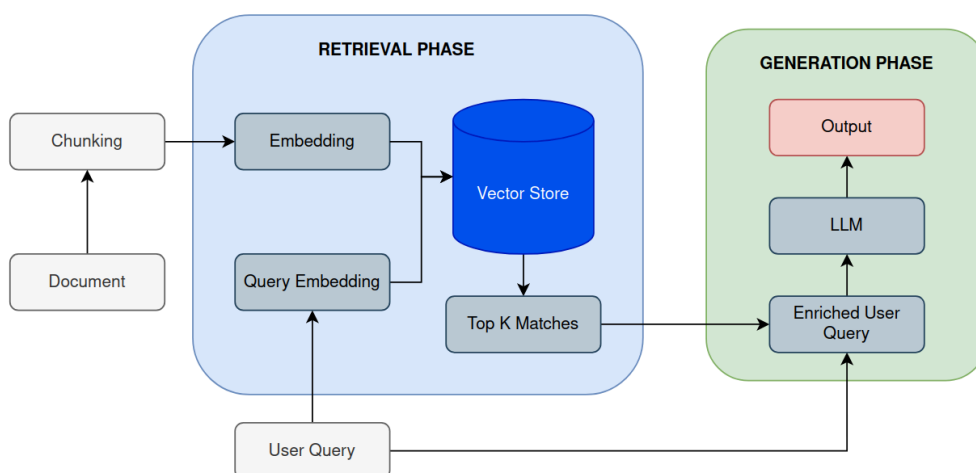 RETRIEVAL PHASE
GENERATION PHASE
Chunking
Embedding
Output
Vector Store
LLM
Document
Query Embedding
Top K Matches
Enriched User
Query
User Query